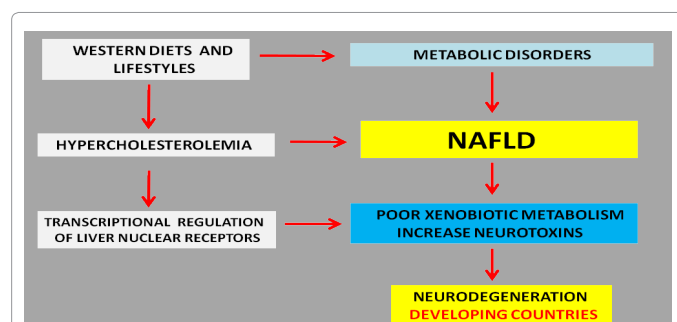 WESTERN DIETS AND
LIFESTYLES
METABOLIC DISORDERS
HYPERCHOLESTEROLEMIA
NAFLD
TRANSCRIPTIONAL REGULATION
OF LIVER NUCLEAR RECEPTORS
POOR XENOBIOTIC METABOLISM
INCREASE NEUROTOXINS
NEURODEGENERATION
DEVELOPING COUNTRIES